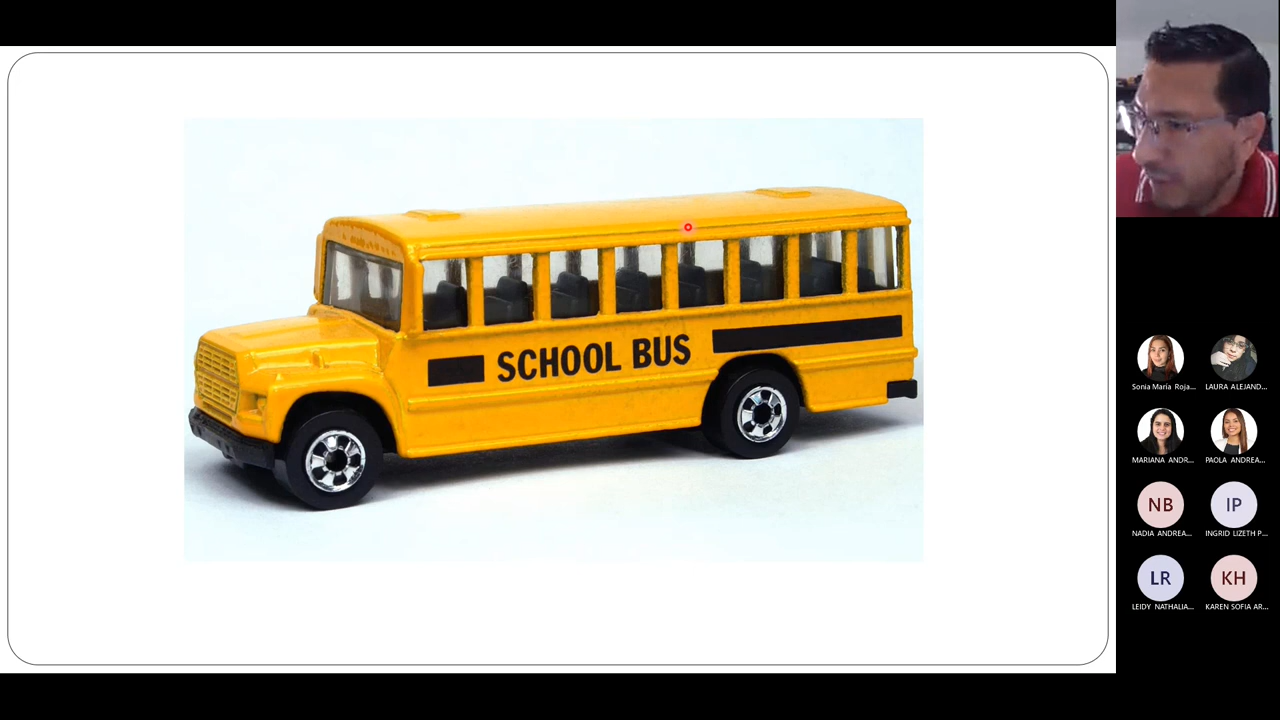 SCHOOL BUS
Sonia María Roja...
LAURA ALEJAND...
MARIANA ANDR...
PAOLA ANDREA...
NB
IP
NADIA ANDREA...
INGRID LIZETH P...
LR
KH
LEIDY NATHALIA...
KAREN SOFIA AR...